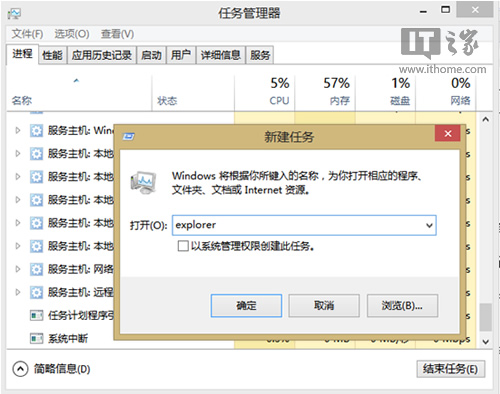 任务管理器
文件(F) 选项(O) 查看(V)
IT之家
www.ithome.com
进程 性能 应用历史记录 启动 用户 详细信息 服务
5% 57% 1% 0%
名称 状态 CPU 内存 磁盘 网络
服务主机: Wind
服务主机: 本地
服务主机: 本地
服务主机: 本地
服务主机: 本地
服务主机: 本地
服务主机: 网络
服务主机: 远程
任务计划程序引
系统中断
新建任务
Windows 将根据你所键入的名称，为你打开相应的程序、
文件夹、文档或 Internet 资源。
打开(O): explorer
以系统管理权限创建此任务。
确定 取消 浏览(B)...
简略信息(D) 结束任务(E)